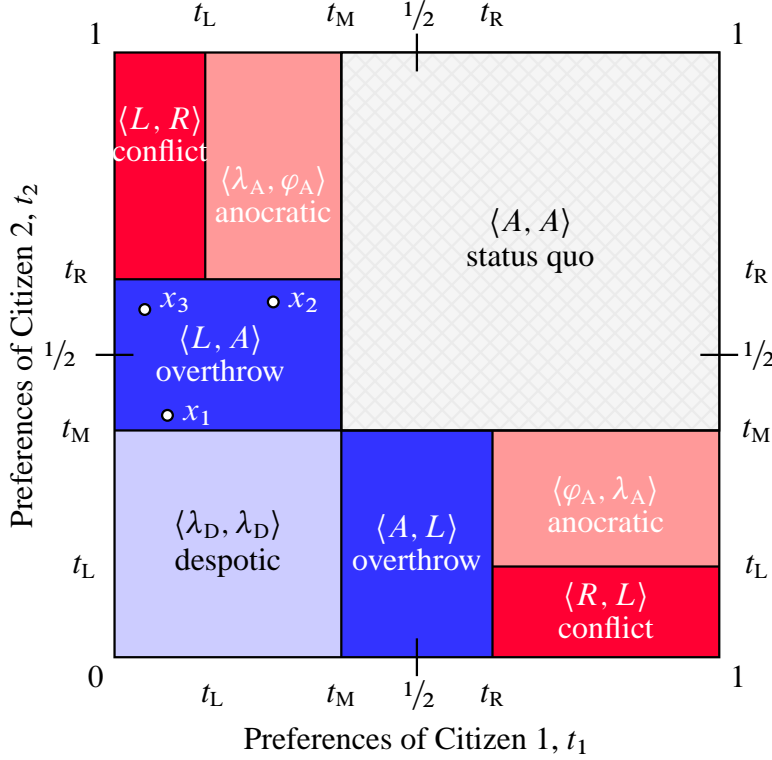 t_L t_M 1/2 t_R
1 1
⟨L, R⟩
conflict
⟨λ_A, φ_A⟩
anocratic
⟨A, A⟩
status quo
t_R t_R
x_3 x_2
⟨L, A⟩
overthrow
1/2 1/2
x_1
t_M t_M
⟨λ_D, λ_D⟩
despotic
⟨A, L⟩
overthrow
⟨φ_A, λ_A⟩
anocratic
t_L t_L
⟨R, L⟩
conflict
0 1
t_L t_M 1/2 t_R
Preferences of Citizen 1, t_1
Preferences of Citizen 2, t_2